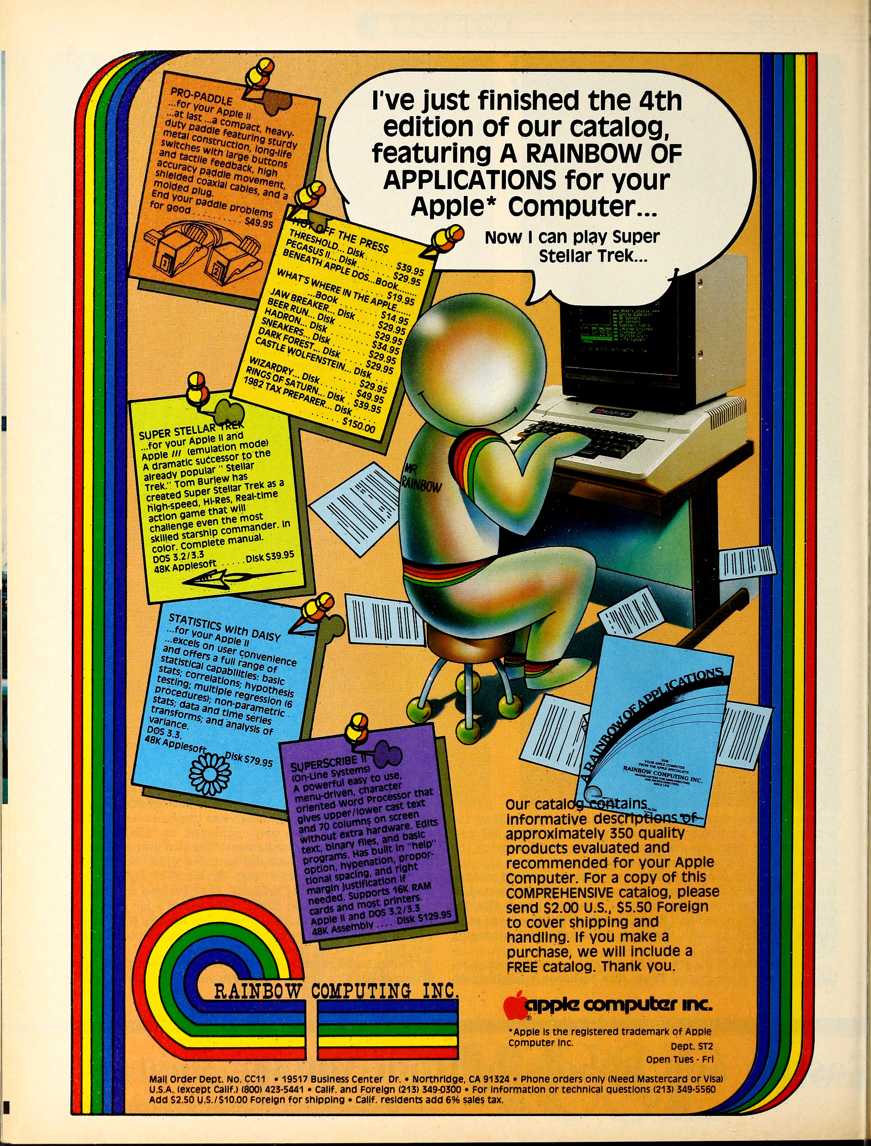 I've just finished the 4th
edition of our catalog,
featuring A RAINBOW OF
APPLICATIONS for your
Apple* Computer...
Now I can play Super
Stellar Trek...
PRO-PADDLE
...for your Apple II
...at last ...a compact, heavy-
duty paddle featuring sturdy
metal construction, long-life
switches with large buttons
and tactile feedback, high
accuracy paddle movement,
shielded coaxial cables, and a
molded plug.
End your paddle problems
for good .......... $49.95
HOT OFF THE PRESS
THRESHOLD... Disk ....... $39.95
PEGASUS II... Disk ....... $29.95
BENEATH APPLE DOS...Book........
$19.95
WHAT'S WHERE IN THE APPLE......
...Book ....... $14.95
JAW BREAKER... Disk ..... $29.95
BEER RUN... Disk ....... $29.95
HADRON... Disk ....... $34.95
SNEAKERS... Disk ....... $29.95
DARK FOREST... Disk ..... $29.95
CASTLE WOLFENSTEIN... Disk ....
$29.95
WIZARDRY... Disk ....... $49.95
RINGS OF SATURN... Disk . $39.95
1982 TAX PREPARER... Disk ......
...... $150.00
SUPER STELLAR TREK
...for your Apple II and
Apple /// (emulation mode)
A dramatic successor to the
already popular " Stellar
Trek." Tom Burlew has
created Super Stellar Trek as a
high-speed, Hi-Res, Real-time
action game that will
challenge even the most
skilled starship commander. In
color. Complete manual.
DOS 3.2/3.3
48K Applesoft ..... Disk $39.95
MR
RAINBOW
STATISTICS with DAISY
...for your Apple II
...excels on user convenience
and offers a full range of
statistical capabilities: basic
stats; correlations; hypothesis
testing; multiple regression (6
procedures); non-parametric
stats; data and time series
transforms; and analysis of
variance.
DOS 3.3.
48K Applesoft Disk $79.95
SUPERSCRIBE II
(On-Line Systems)
A powerful easy to use,
menu-driven, character
oriented Word Processor that
gives upper/lower cast text
and 70 columns on screen
without extra hardware. Edits
text, binary files, and basic
programs. Has built in "help"
option, hypenation, propor-
tional spacing, and right
margin justification if
needed. Supports 16K RAM
cards and most printers.
Apple II and DOS 3.2/3.3
48K Assembly .... Disk $129.95
A RAINBOW OF APPLICATIONS
FOR
YOUR APPLE COMPUTER
FROM THE APPLE SPECIALISTS
RAINBOW COMPUTING INC.
Our catalog contains
informative descriptions of
approximately 350 quality
products evaluated and
recommended for your Apple
Computer. For a copy of this
COMPREHENSIVE catalog, please
send $2.00 U.S., $5.50 Foreign
to cover shipping and
handling. If you make a
purchase, we will include a
FREE catalog. Thank you.
RAINBOW COMPUTING INC.
apple computer inc.
*Apple is the registered trademark of Apple
Computer Inc.
Dept. ST2
Open Tues - Fri
Mail Order Dept. No. CC11 • 19517 Business Center Dr. • Northridge, CA 91324 • Phone orders only (Need Mastercard or Visa)
U.S.A. (except Calif.) (800) 423-5441 • Calif. and Foreign (213) 349-0300 • For information or technical questions (213) 349-5560
Add $2.50 U.S./$10.00 Foreign for shipping • Calif. residents add 6% sales tax.